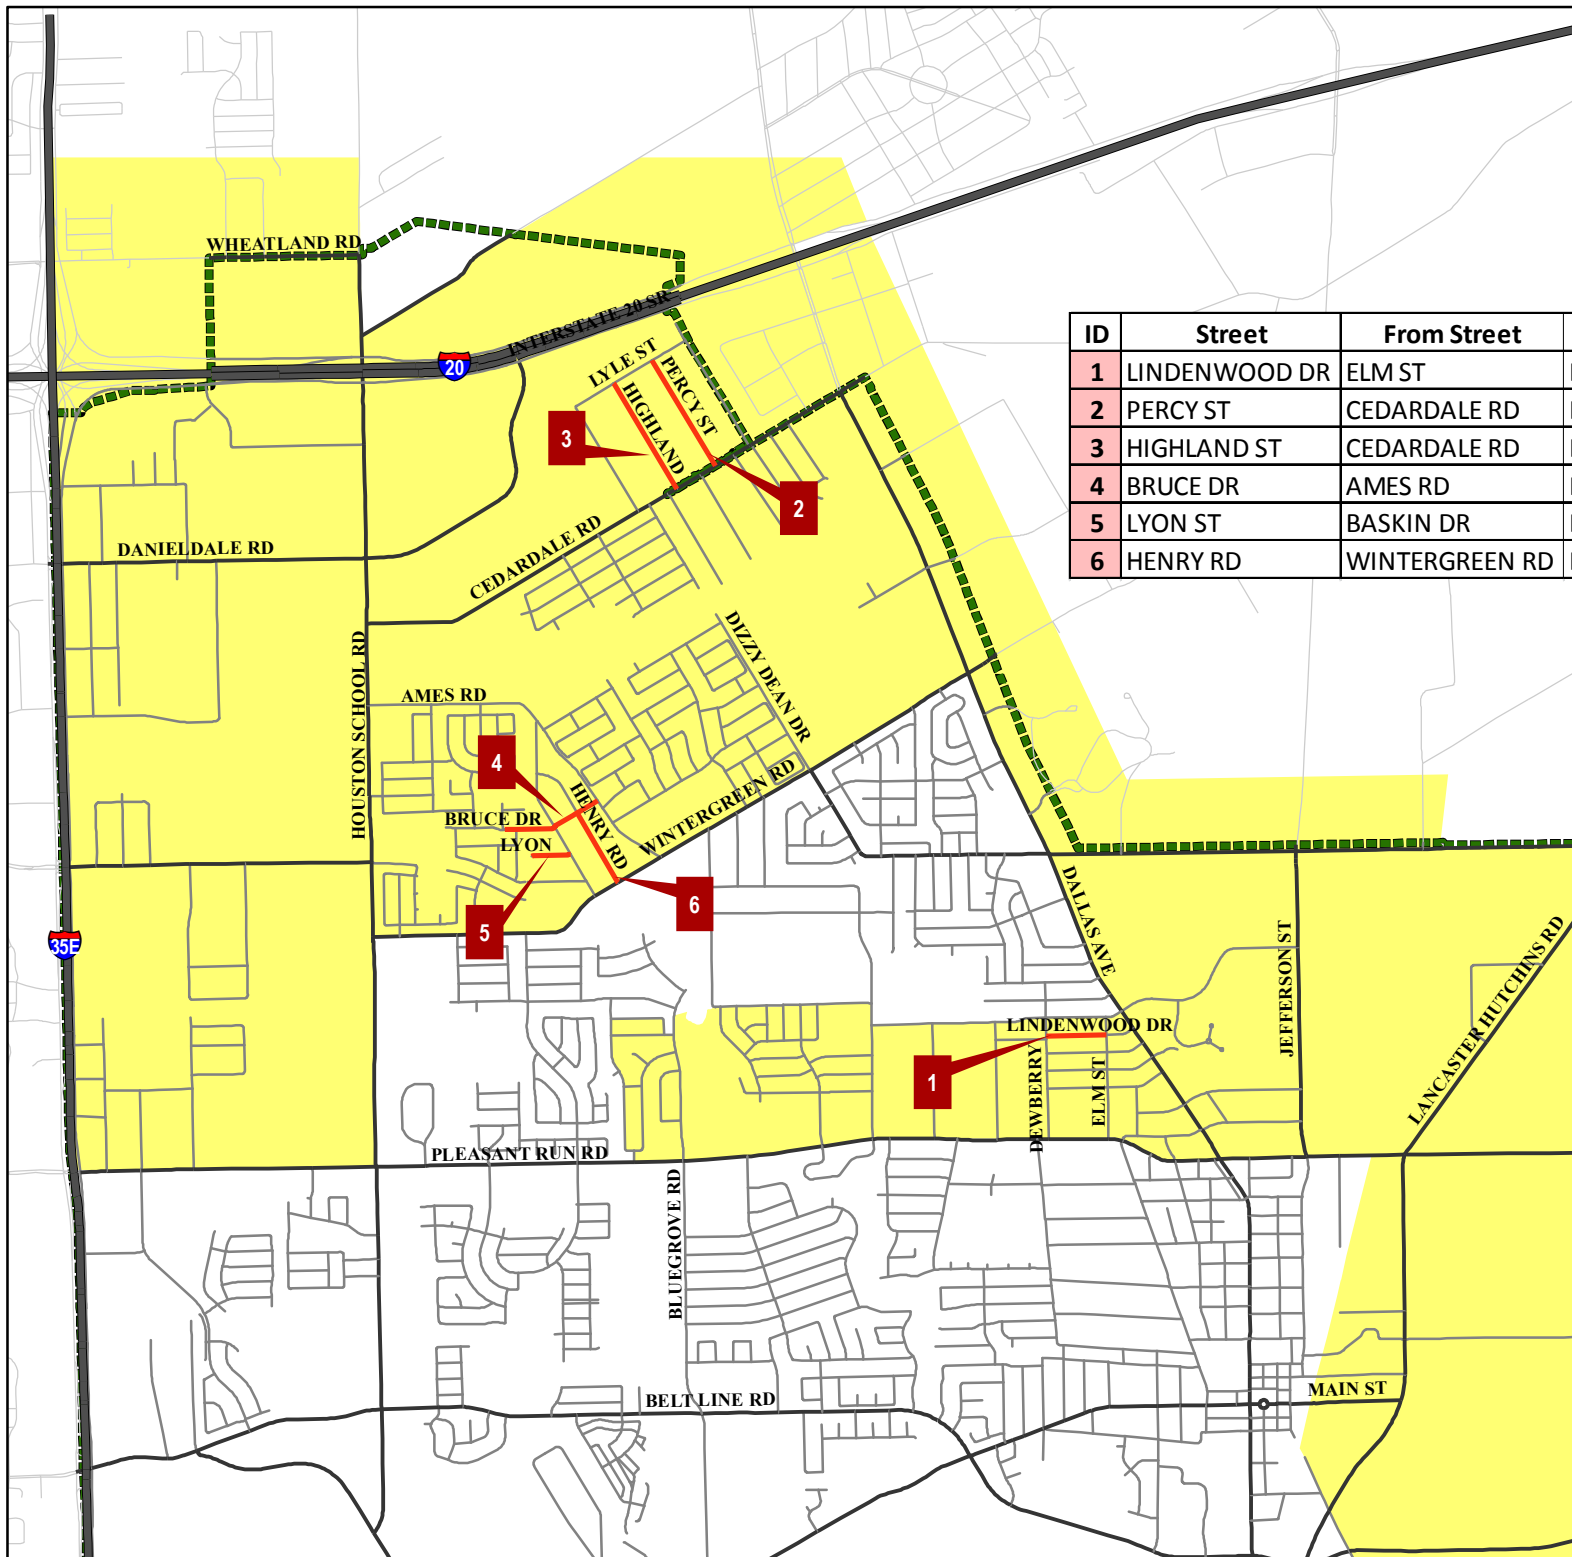 WHEATLAND RD
INTERSTATE 20 SR
20
LYLE ST
PERCY ST
HIGHLAND
3
2
ID Street From Street
1 LINDENWOOD DR ELM ST
2 PERCY ST CEDARDALE RD
3 HIGHLAND ST CEDARDALE RD
4 BRUCE DR AMES RD
5 LYON ST BASKIN DR
6 HENRY RD WINTERGREEN RD
DANIELDALE RD
CEDARDALE RD
HOUSTON SCHOOL RD
DIZZY DEAN DR
AMES RD
4
HENRY RD
WINTERGREEN RD
BRUCE DR
LYON
5
6
35E
DALLAS AVE
JEFFERSON ST
LANCASTER HUTCHINS RD
LINDENWOOD DR
1
DEWBERRY
ELM ST
PLEASANT RUN RD
BLUEGROVE RD
BELT LINE RD
MAIN ST